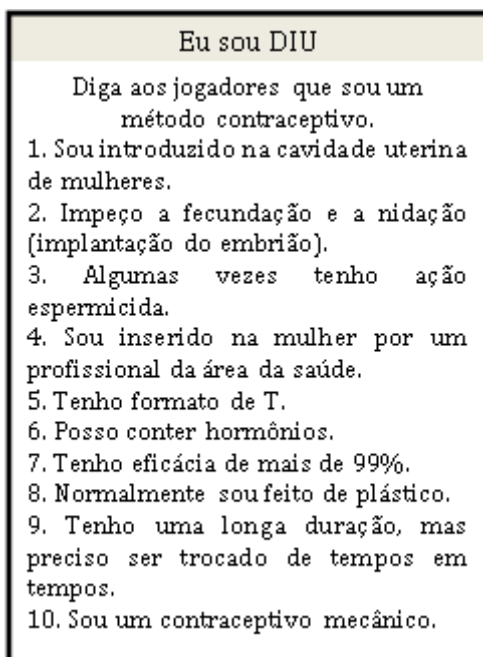 Eu sou DIU
Diga aos jogadores que sou um
método contraceptivo.
1. Sou introduzido na cavidade uterina
de mulheres.
2. Impeço a fecundação e a nidação
(implantação do embrião).
3. Algumas vezes tenho ação
espermicida.
4. Sou inserido na mulher por um
profissional da área da saúde.
5. Tenho formato de T.
6. Posso conter hormônios.
7. Tenho eficácia de mais de 99%.
8. Normalmente sou feito de plástico.
9. Tenho uma longa duração, mas
preciso ser trocado de tempos em
tempos.
10. Sou um contraceptivo mecânico.